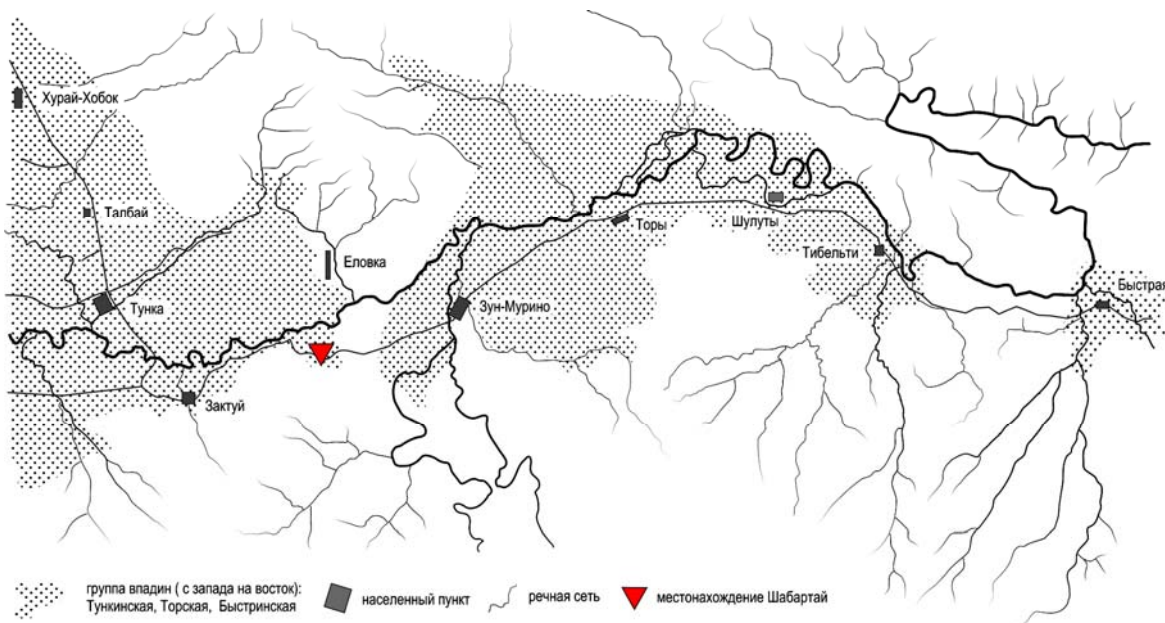 Хурай-Хобок
Талбай
Тунка
Еловка
Зактуй
Зун-Мурино
Торы
Шулуты
Тибельти
Быстрая
группа впадин ( с запада на восток):
Тункинская, Торская, Быстринская
населенный пункт
речная сеть
местонахождение Шабартай